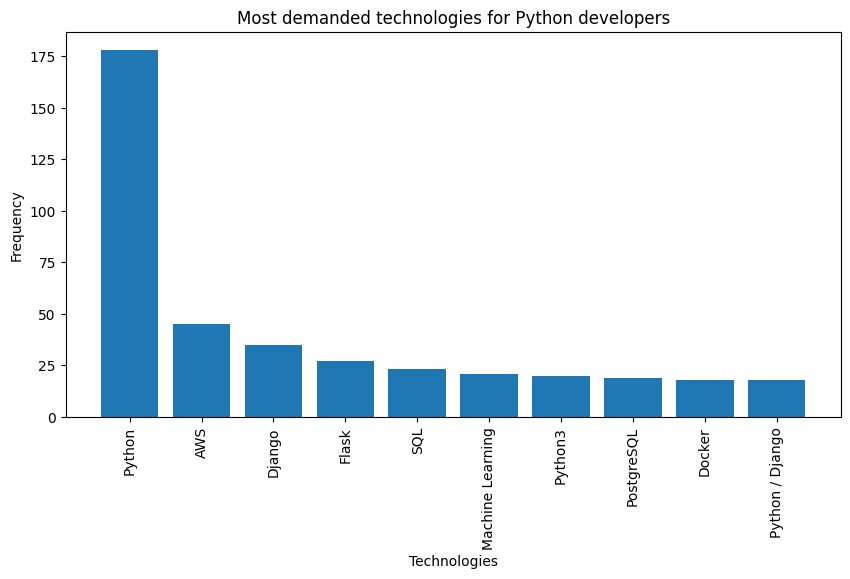 Most demanded technologies for Python developers
Frequency
175
150
125
100
75
50
25
0
Python
AWS
Django
Flask
SQL
Machine Learning
Python3
PostgreSQL
Docker
Python / Django
Technologies